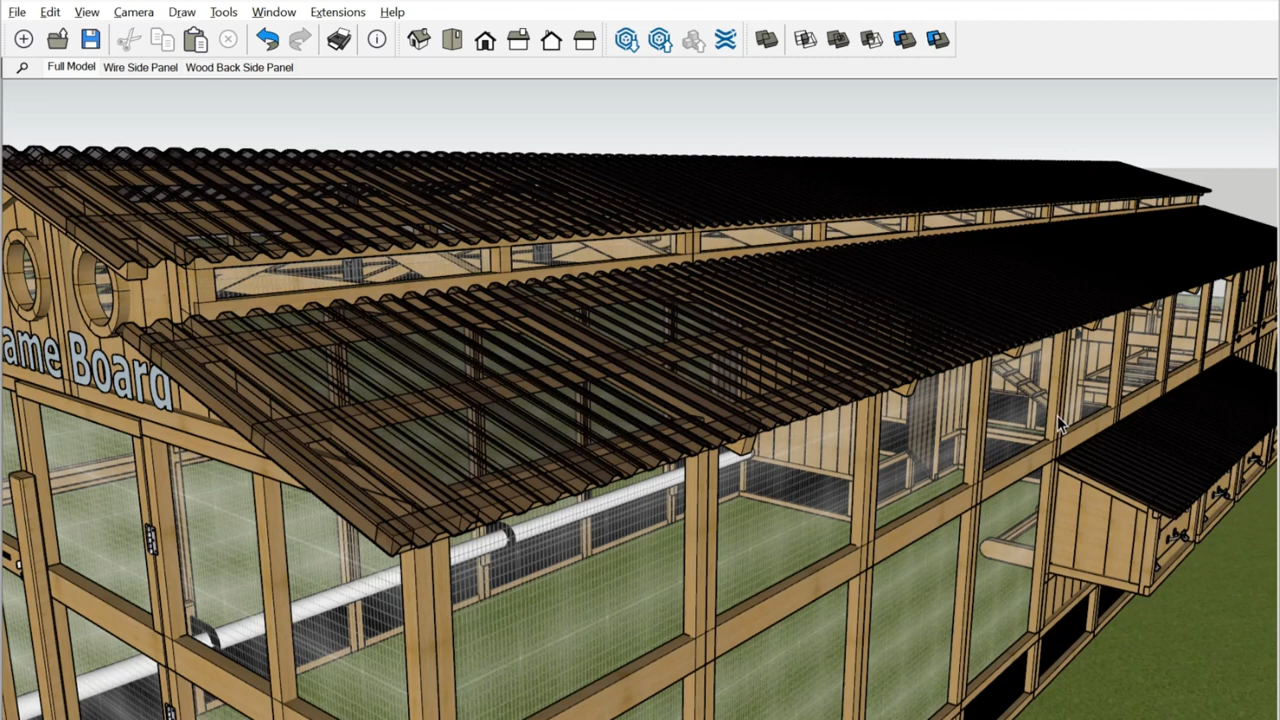 File Edit View Camera Draw Tools Window Extensions Help
Full Model Wire Side Panel Wood Back Side Panel
ame Board